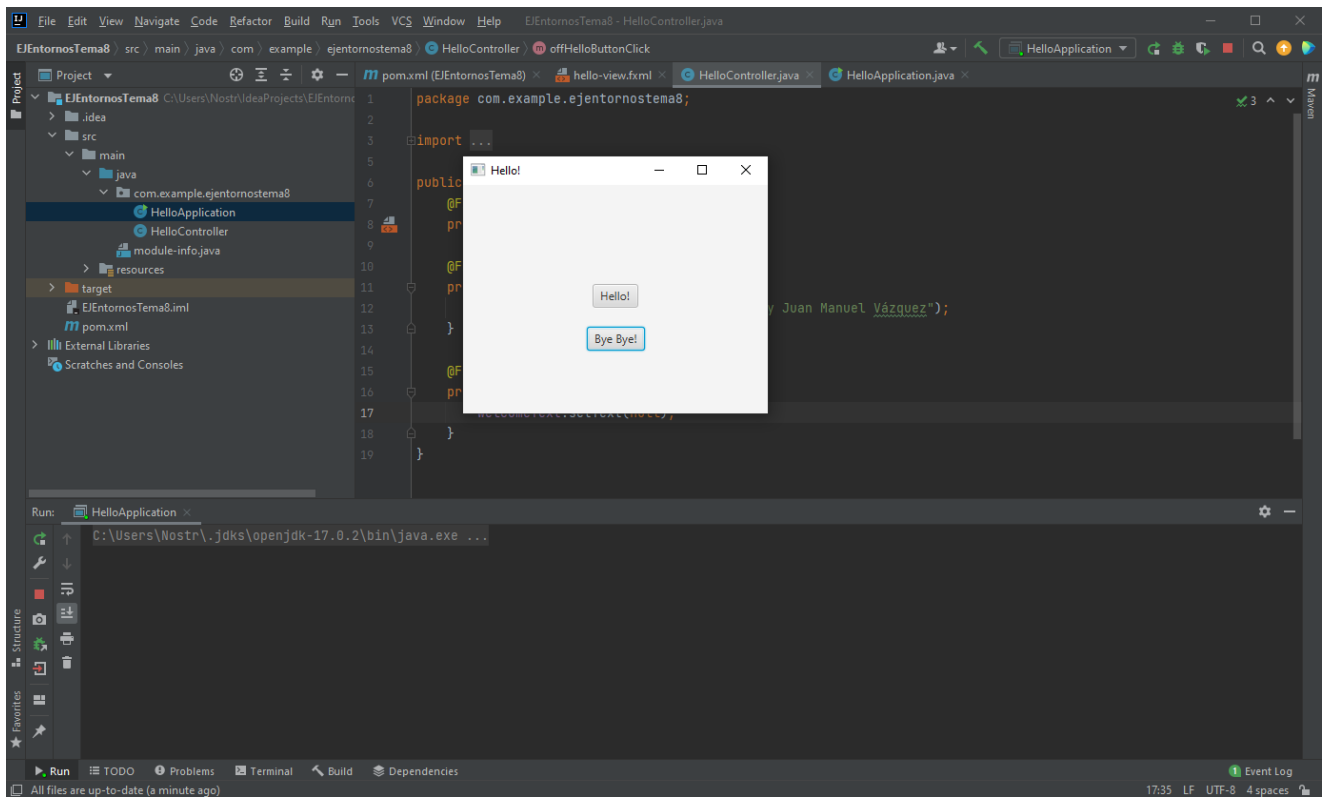 File Edit View Navigate Code Refactor Build Run Tools VCS Window Help EJEntornosTema8 - HelloController.java
EJEntornosTema8 src main java com example ejentornostema8 HelloController offHelloButtonClick HelloApplication
Project pom.xml (EJEntornosTema8) hello-view.fxml HelloController.java HelloApplication.java
Project
Maven
EJEntornosTema8 C:\Users\Nostr\IdeaProjects\EJEntorno
.idea
src
main
java
com.example.ejentornostema8
HelloApplication
HelloController
module-info.java
resources
target
EJEntornosTema8.iml
pom.xml
External Libraries
Scratches and Consoles
3
1 package com.example.ejentornostema8;
2
3 import ...
5
6 public
7 @F
8 pr
9
10 @F
11 pr
12 y Juan Manuel Vázquez");
13 }
14
15 @F
16 pr
17 welcomeText.setText(null);
18 }
19 }
Hello!
Hello!
Bye Bye!
Run: HelloApplication
C:\Users\Nostr\.jdks\openjdk-17.0.2\bin\java.exe ...
Structure
Favorites
Run TODO Problems Terminal Build Dependencies 1 Event Log
All files are up-to-date (a minute ago) 17:35 LF UTF-8 4 spaces